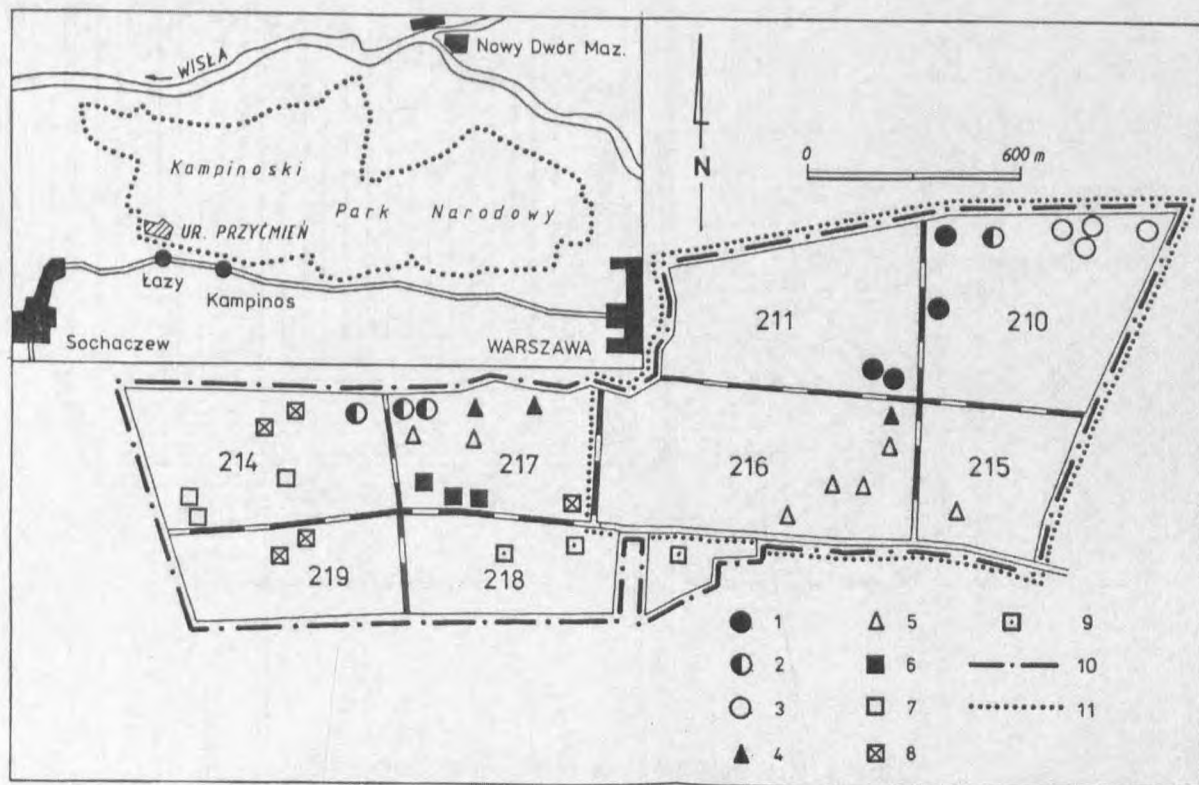 Nowy Dwór Maz.
← WISŁA
Kampinoski
Park Narodowy
UR. PRZYĆMIEŃ
Łazy
Kampinos
Sochaczew
WARSZAWA
N
0 600 m
211 210
214 217 216 215
219 218
1 5 9
2 6 10
3 7 11
4 8